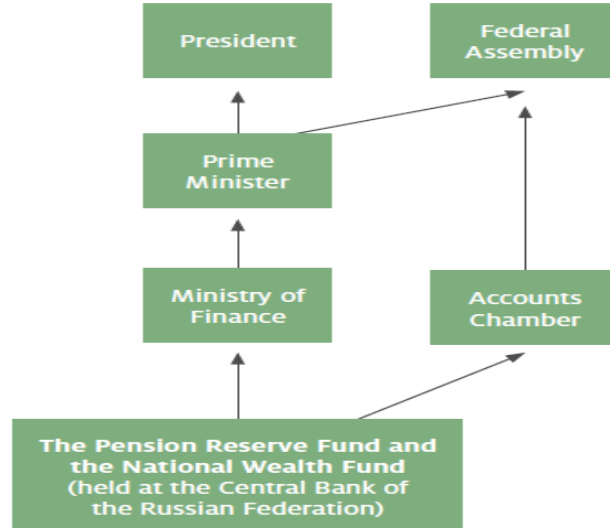 President
Federal
Assembly
Prime
Minister
Ministry of
Finance
Accounts
Chamber
The Pension Reserve Fund and
the National Wealth Fund
(held at the Central Bank of
the Russian Federation)